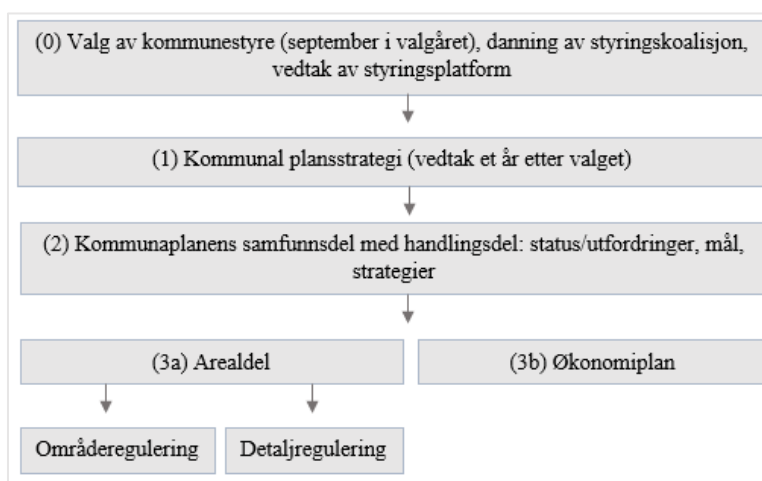 (0) Valg av kommunestyre (september i valgåret), danning av styringskoalisjon,
vedtak av styringsplatform
(1) Kommunal plansstrategi (vedtak et år etter valget)
(2) Kommunaplanens samfunnsdel med handlingsdel: status/utfordringer, mål,
strategier
(3a) Arealdel
(3b) Økonomiplan
Områderegulering
Detaljregulering